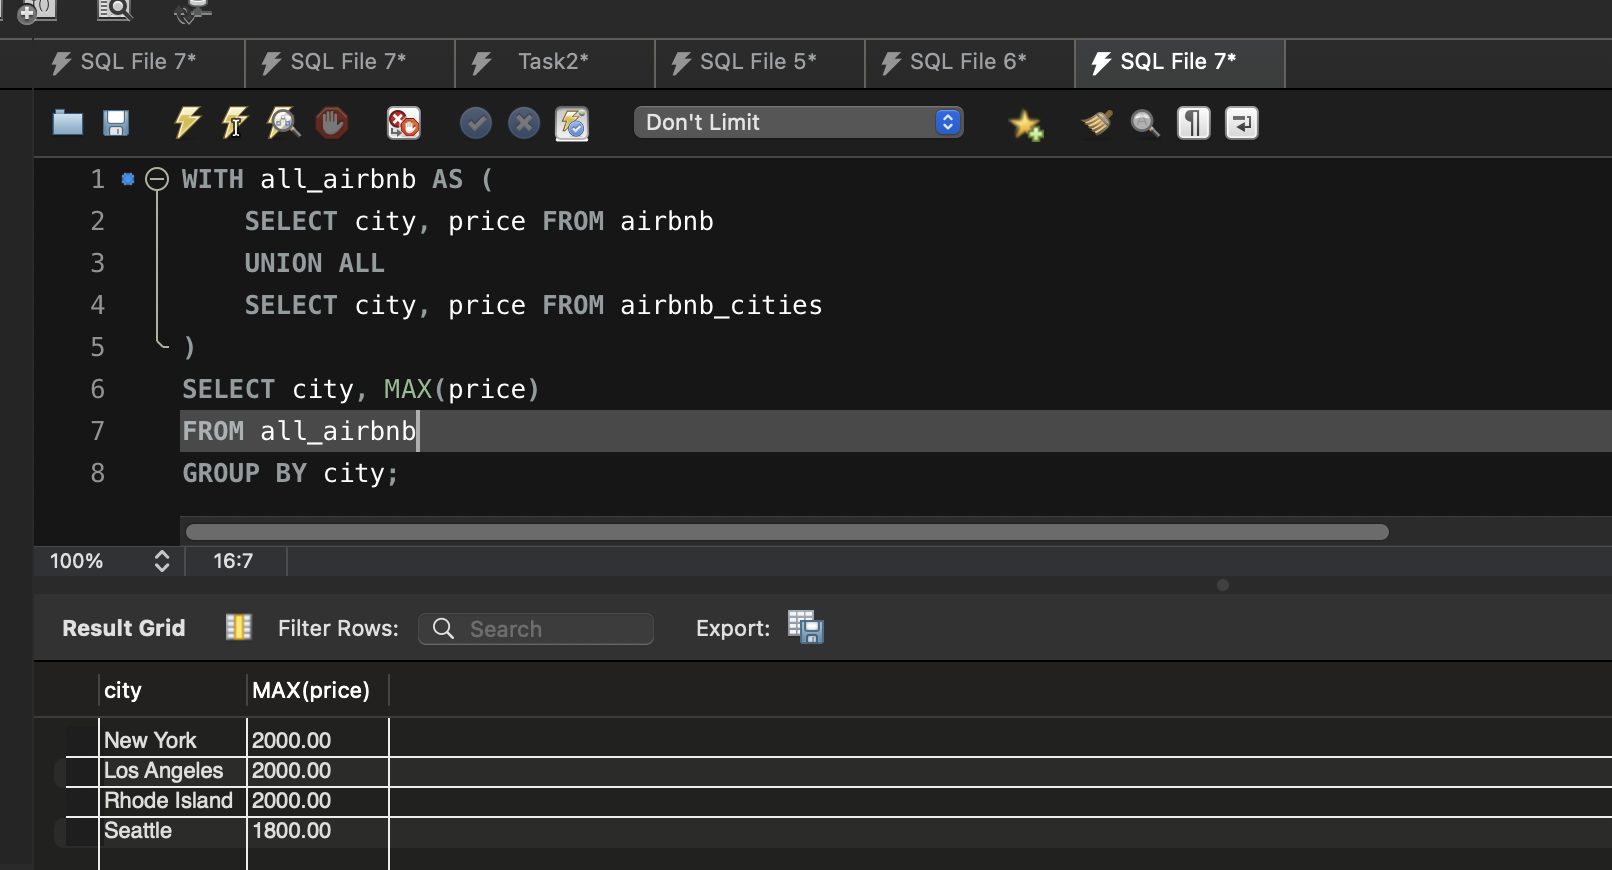 SQL File 7* SQL File 7* Task2* SQL File 5* SQL File 6* SQL File 7*
Don't Limit
1 WITH all_airbnb AS (
2 SELECT city, price FROM airbnb
3 UNION ALL
4 SELECT city, price FROM airbnb_cities
5 )
6 SELECT city, MAX(price)
7 FROM all_airbnb
8 GROUP BY city;
100% 16:7
Result Grid Filter Rows: Search Export:
city MAX(price)
New York 2000.00
Los Angeles 2000.00
Rhode Island 2000.00
Seattle 1800.00